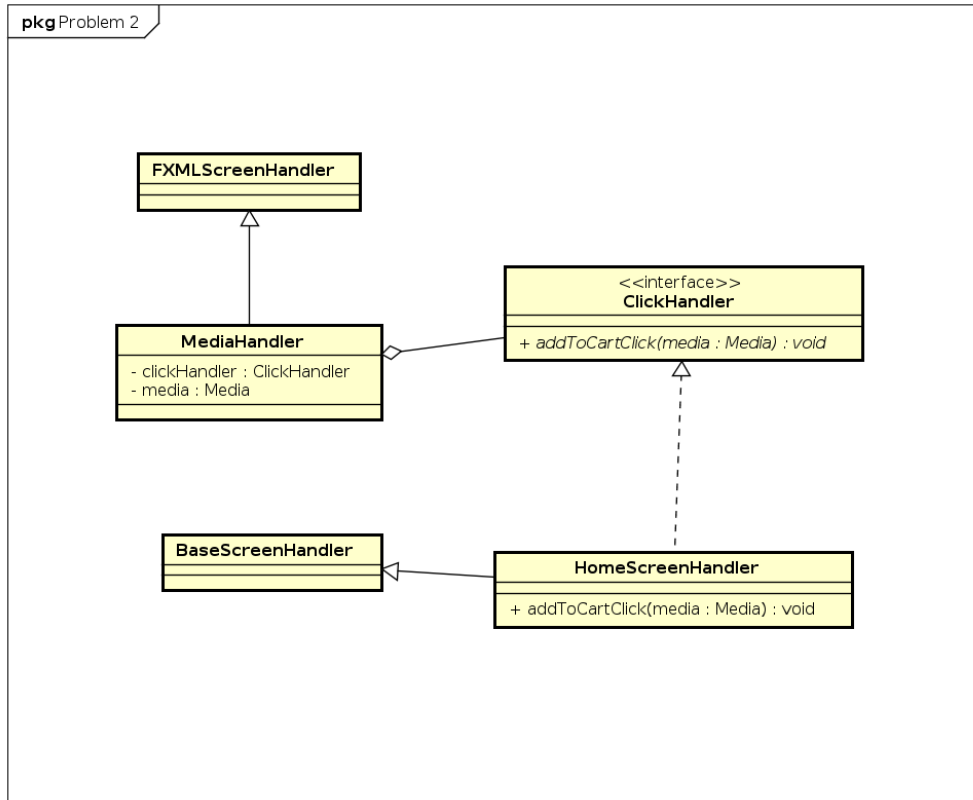 pkg Problem 2
FXMLScreenHandler
<<interface>>
ClickHandler
+ addToCartClick(media : Media) : void
MediaHandler
- clickHandler : ClickHandler
- media : Media
BaseScreenHandler
HomeScreenHandler
+ addToCartClick(media : Media) : void